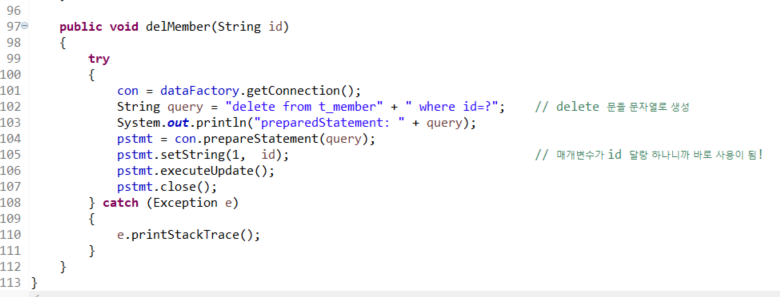 96
97 public void delMember(String id)
98 {
99 try
100 {
101 con = dataFactory.getConnection();
102 String query = "delete from t_member" + " where id=?"; // delete 문을 문자열로 생성
103 System.out.println("preparedStatement: " + query);
104 pstmt = con.prepareStatement(query);
105 pstmt.setString(1, id); // 매개변수가 id 달랑 하나니까 바로 사용이 됨!
106 pstmt.executeUpdate();
107 pstmt.close();
108 } catch (Exception e)
109 {
110 e.printStackTrace();
111 }
112 }
113 }